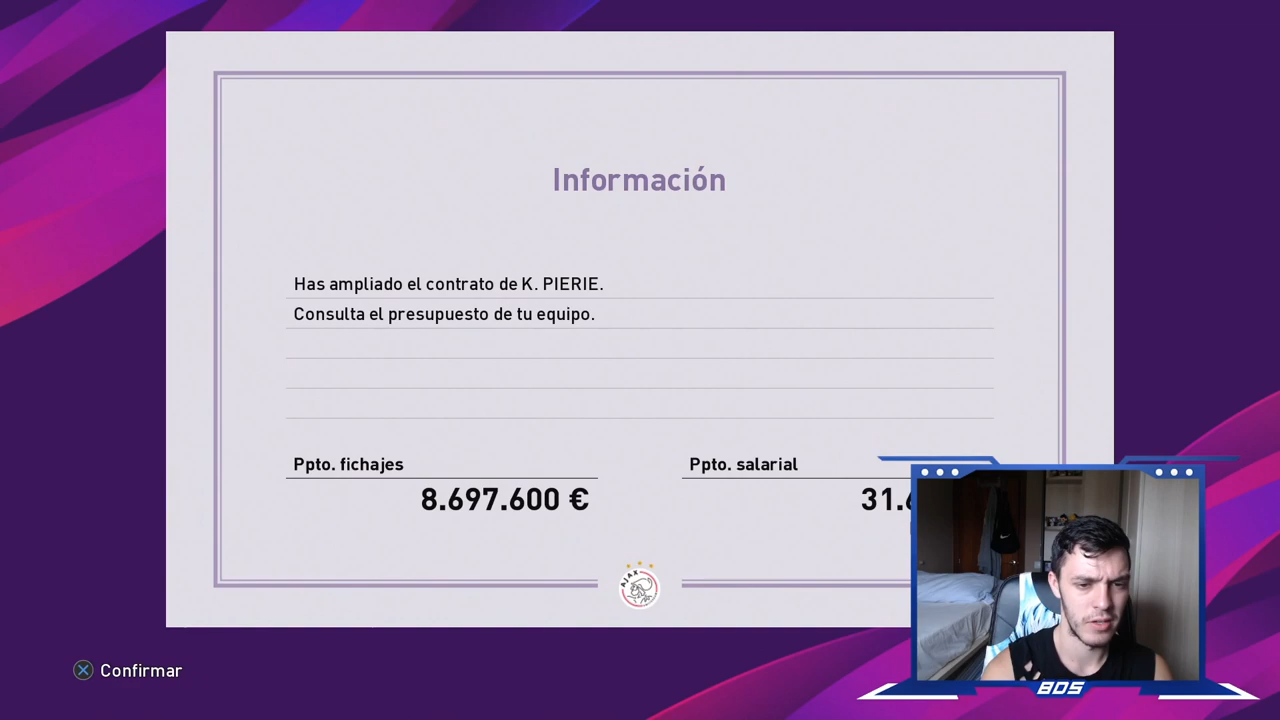 Información
Has ampliado el contrato de K. PIERIE.
Consulta el presupuesto de tu equipo.
Ppto. fichajes
Ppto. salarial
8.697.600 €
AJAX
Confirmar
BDS